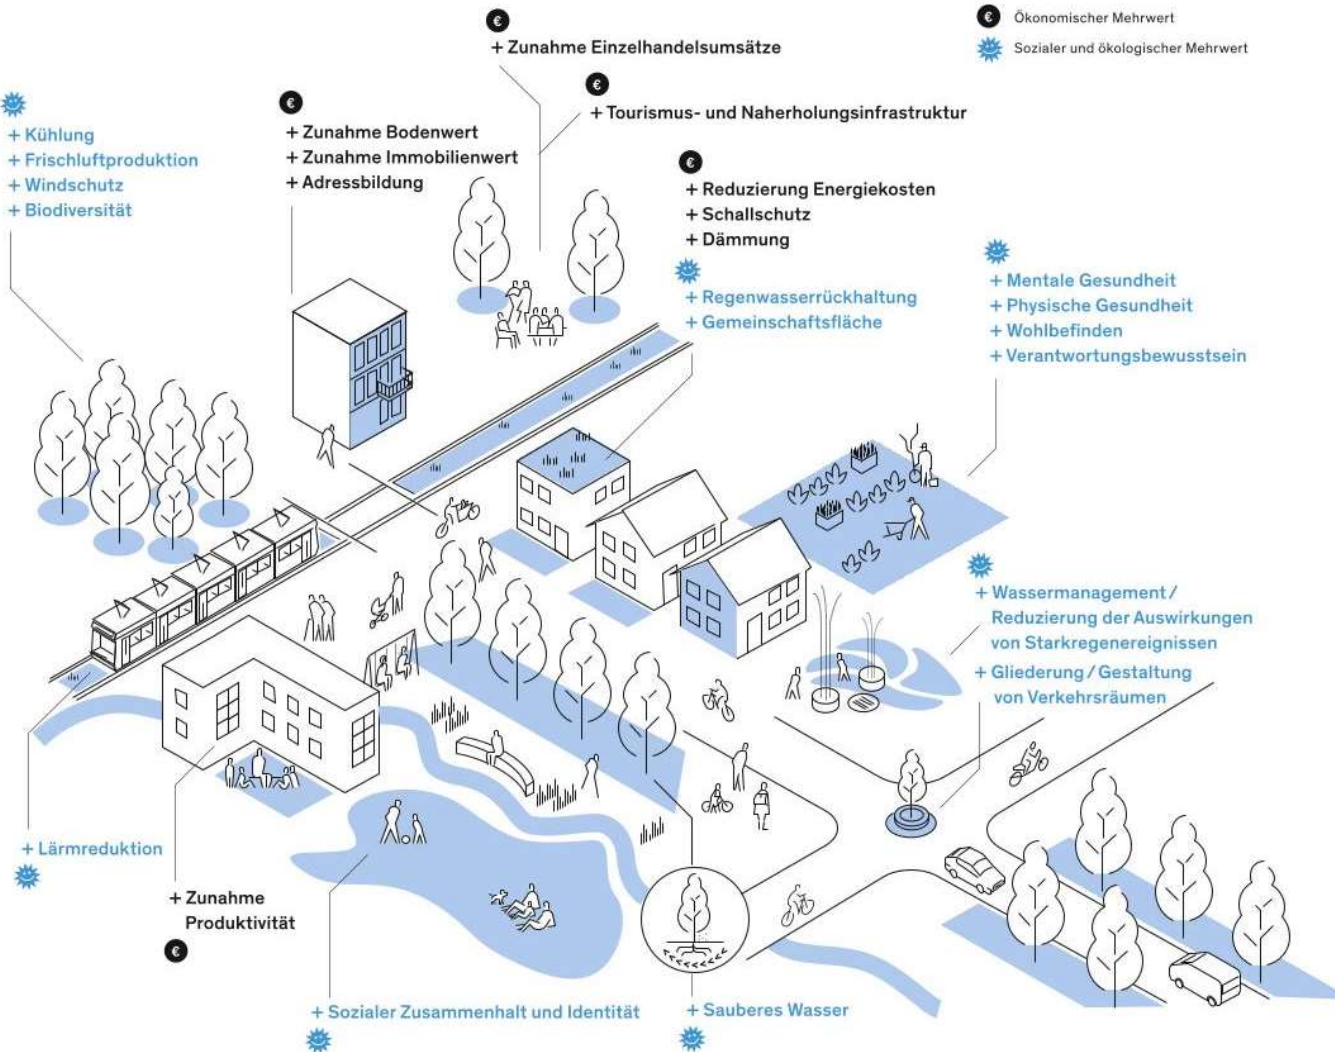 € Ökonomischer Mehrwert
Sozialer und ökologischer Mehrwert
€
+ Zunahme Einzelhandelsumsätze
€
+ Tourismus- und Naherholungsinfrastruktur
+ Kühlung
+ Frischluftproduktion
+ Windschutz
+ Biodiversität
€
+ Zunahme Bodenwert
+ Zunahme Immobilienwert
+ Adressbildung
€
+ Reduzierung Energiekosten
+ Schallschutz
+ Dämmung
+ Regenwasserrückhaltung
+ Gemeinschaftsfläche
+ Mentale Gesundheit
+ Physische Gesundheit
+ Wohlbefinden
+ Verantwortungsbewusstsein
+ Wassermanagement /
Reduzierung der Auswirkungen
von Starkregenereignissen
+ Gliederung / Gestaltung
von Verkehrsräumen
+ Lärmreduktion
+ Zunahme
Produktivität
€
+ Sozialer Zusammenhalt und Identität
+ Sauberes Wasser